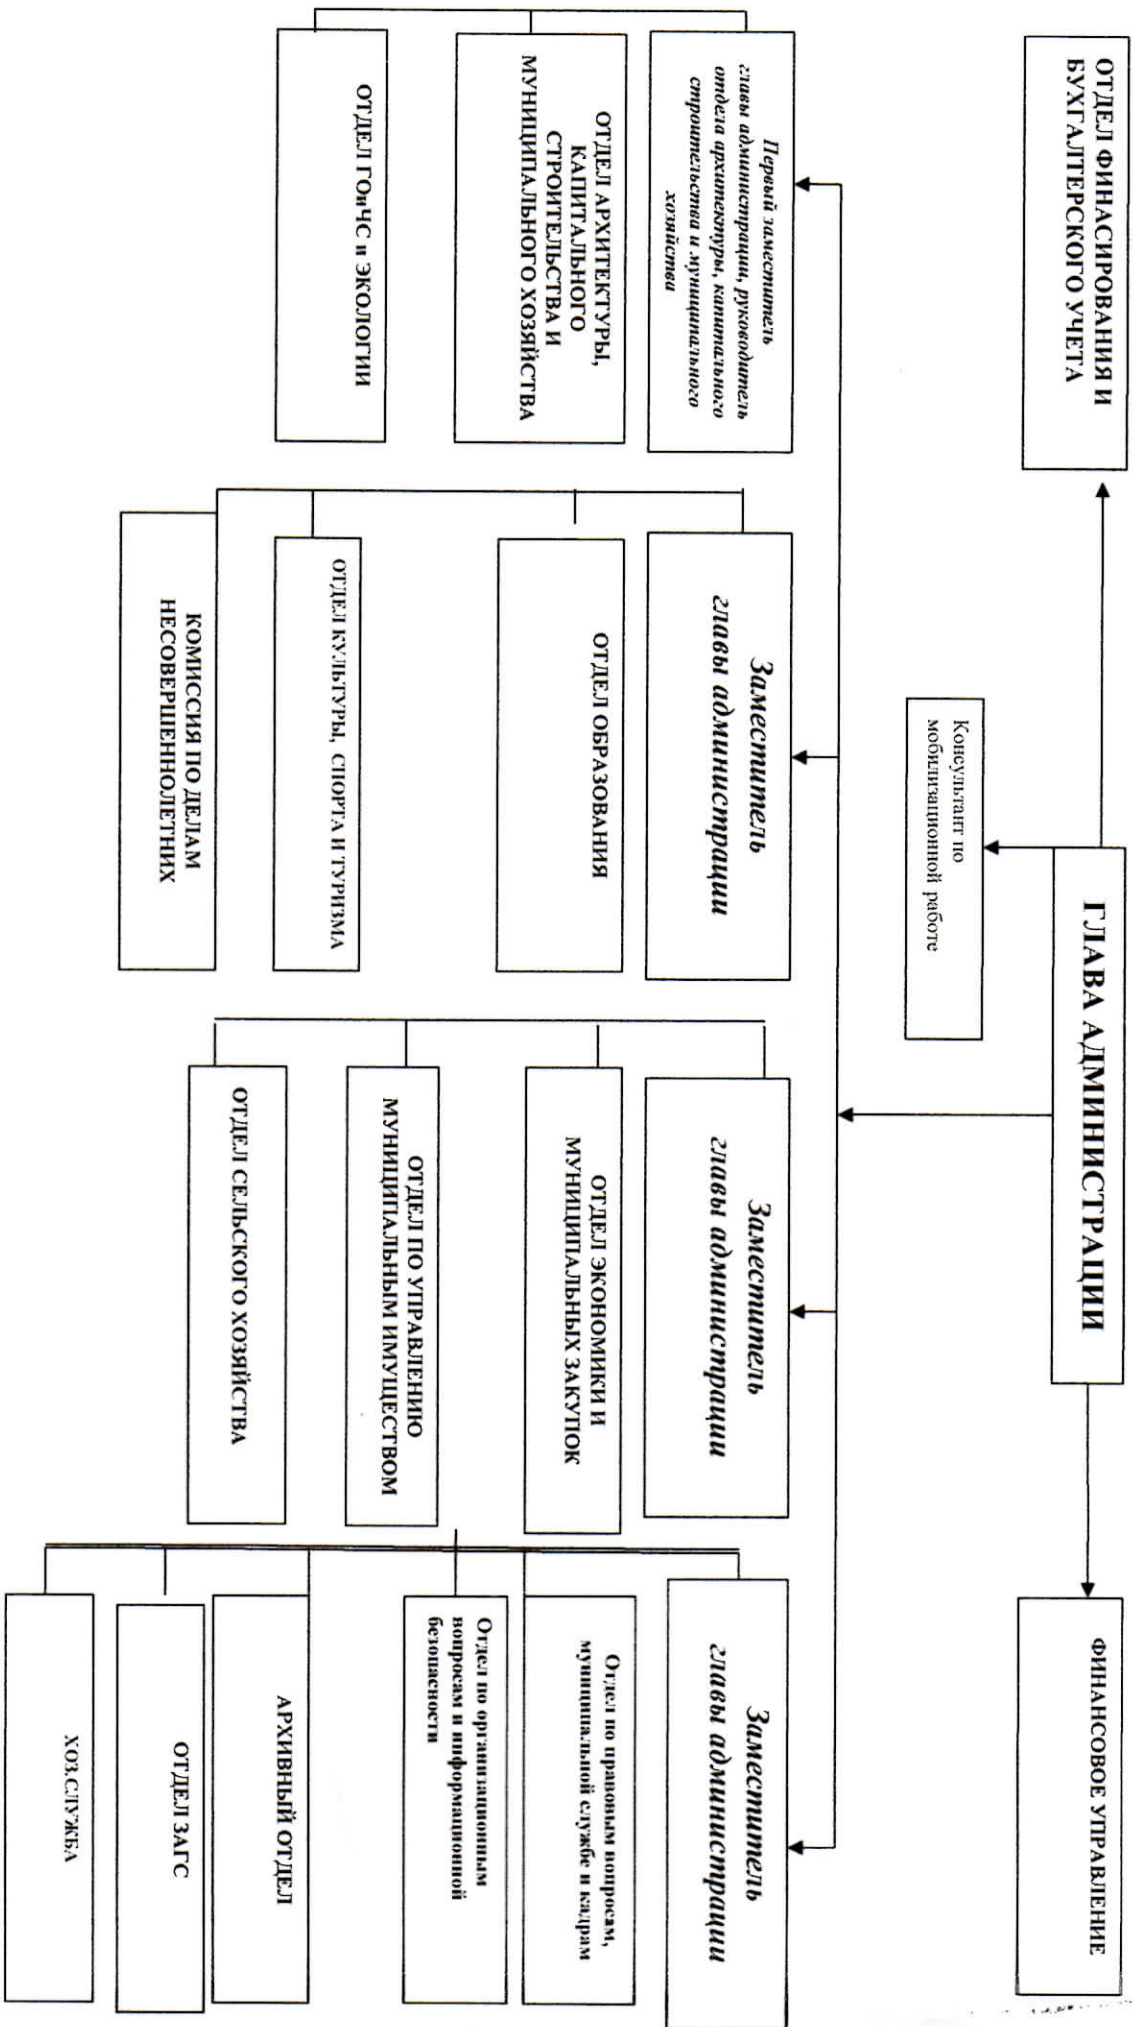 ГЛАВА АДМИНИСТРАЦИИ
ОТДЕЛ ФИНАСИРОВАНИЯ И
БУХГАЛТЕРСКОГО УЧЕТА
Консультант по
мобилизационной работе
ФИНАНСОВОЕ УПРАВЛЕНИЕ
Первый заместитель
главы администрации, руководитель
отдела архитектуры, капитального
строительства и муниципального
хозяйства
ОТДЕЛ АРХИТЕКТУРЫ,
КАПИТАЛЬНОГО
СТРОИТЕЛЬСТВА И
МУНИЦИПАЛЬНОГО ХОЗЯЙСТВА
ОТДЕЛ ГОиЧС и ЭКОЛОГИИ
Заместитель
главы администрации
ОТДЕЛ ОБРАЗОВАНИЯ
ОТДЕЛ КУЛЬТУРЫ, СПОРТА И ТУРИЗМА
КОМИССИЯ ПО ДЕЛАМ
НЕСОВЕРШЕННОЛЕТНИХ
Заместитель
главы администрации
ОТДЕЛ ЭКОНОМИКИ И
МУНИЦИПАЛЬНЫХ ЗАКУПОК
ОТДЕЛ ПО УПРАВЛЕНИЮ
МУНИЦИПАЛЬНЫМ ИМУЩЕСТВОМ
ОТДЕЛ СЕЛЬСКОГО ХОЗЯЙСТВА
Заместитель
главы администрации
Отдел по правовым вопросам,
муниципальной службе и кадрам
Отдел по организационным
вопросам и информационной
безопасности
АРХИВНЫЙ ОТДЕЛ
ОТДЕЛ ЗАГС
ХОЗ.СЛУЖБА